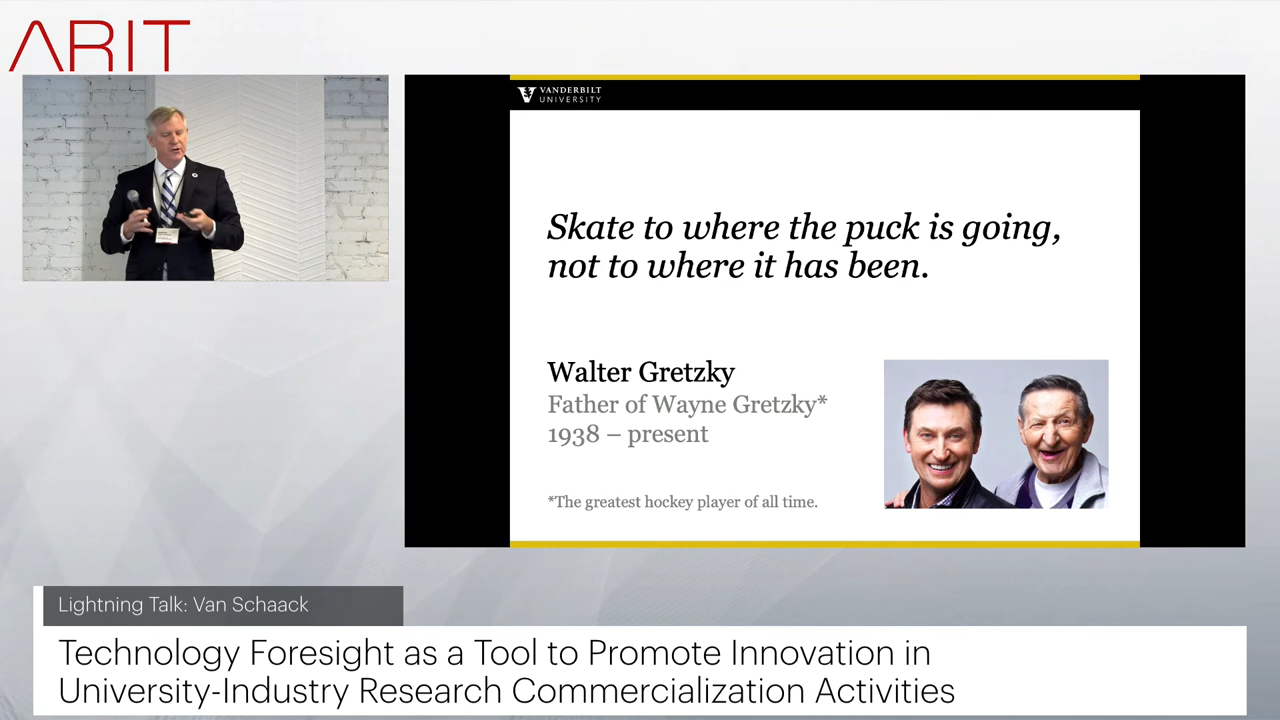 ARIT
VANDERBILT
UNIVERSITY
Skate to where the puck is going,
not to where it has been.
Walter Gretzky
Father of Wayne Gretzky*
1938 – present
*The greatest hockey player of all time.
Lightning Talk: Van Schaack
Technology Foresight as a Tool to Promote Innovation in
University-Industry Research Commercialization Activities